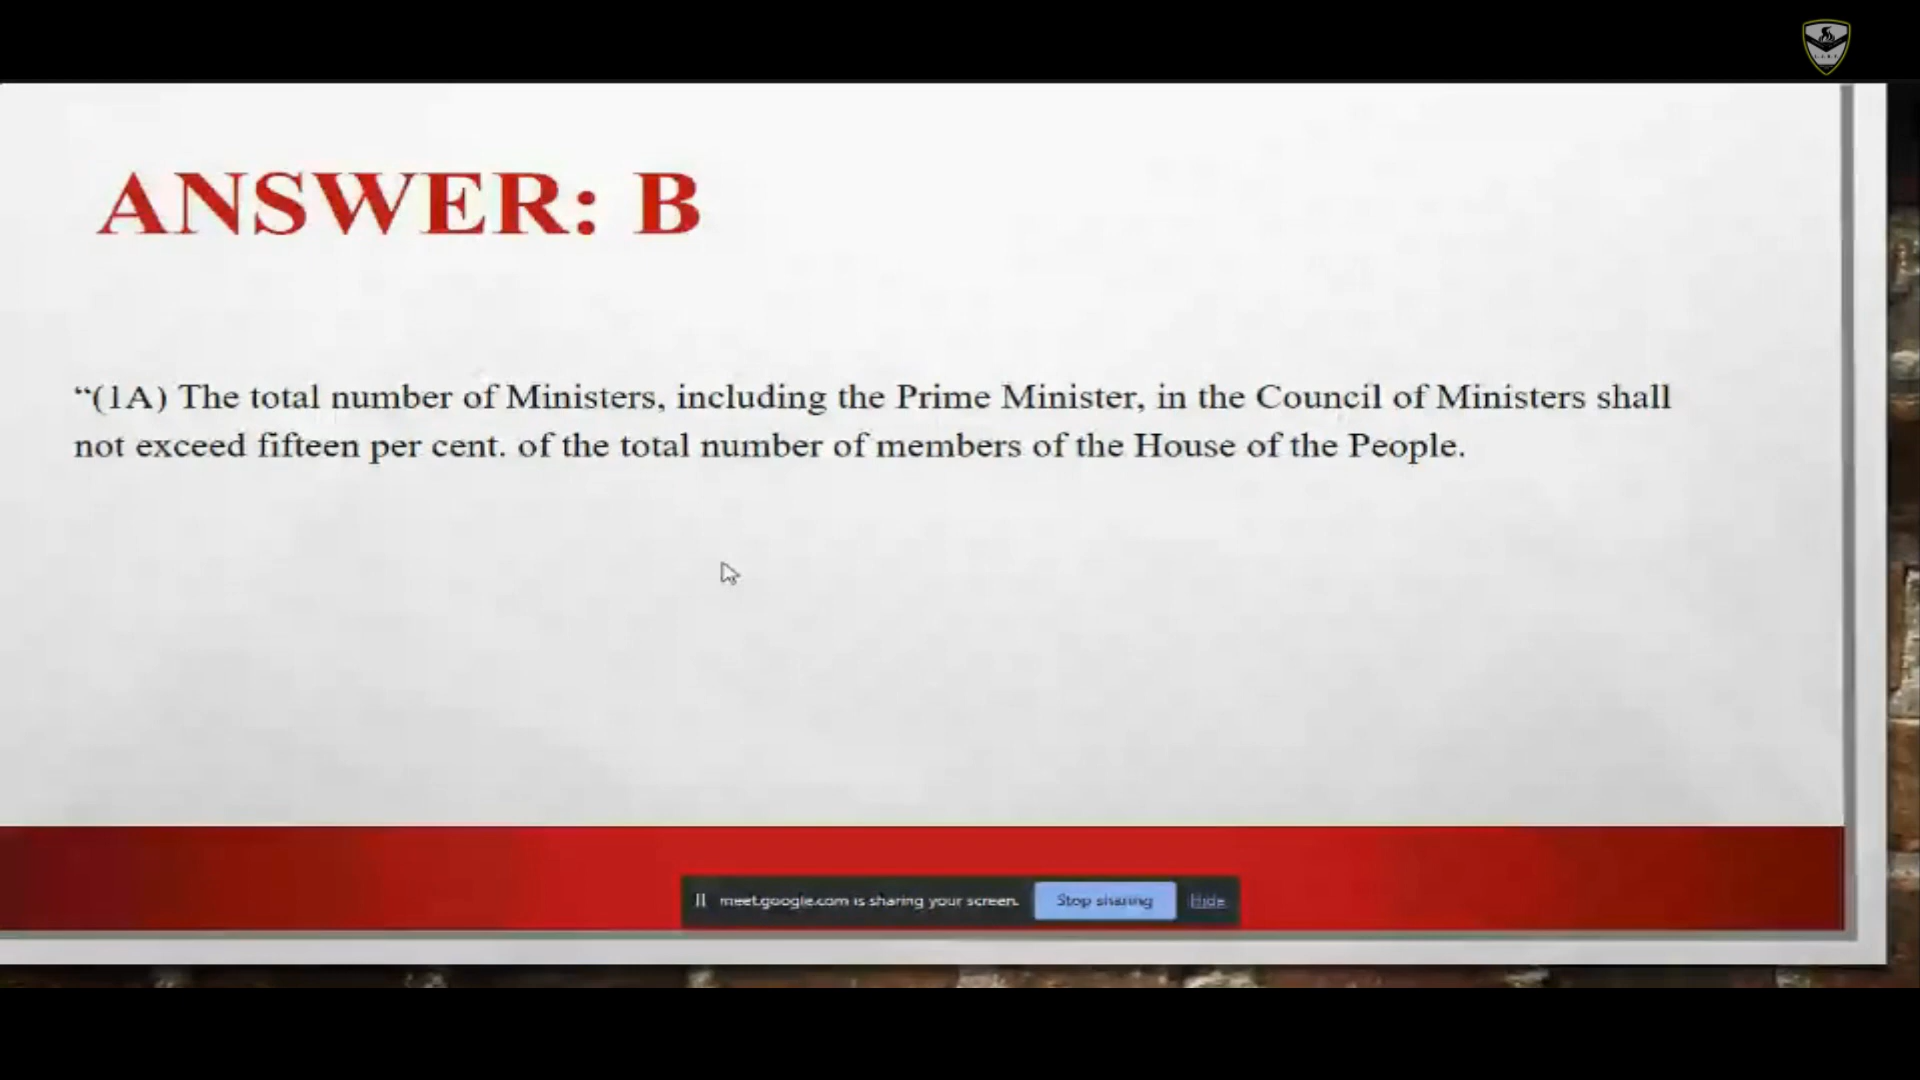 ANSWER: B
“(1A) The total number of Ministers, including the Prime Minister, in the Council of Ministers shall
not exceed fifteen per cent. of the total number of members of the House of the People.
meet.google.com is sharing your screen. Stop sharing Hide